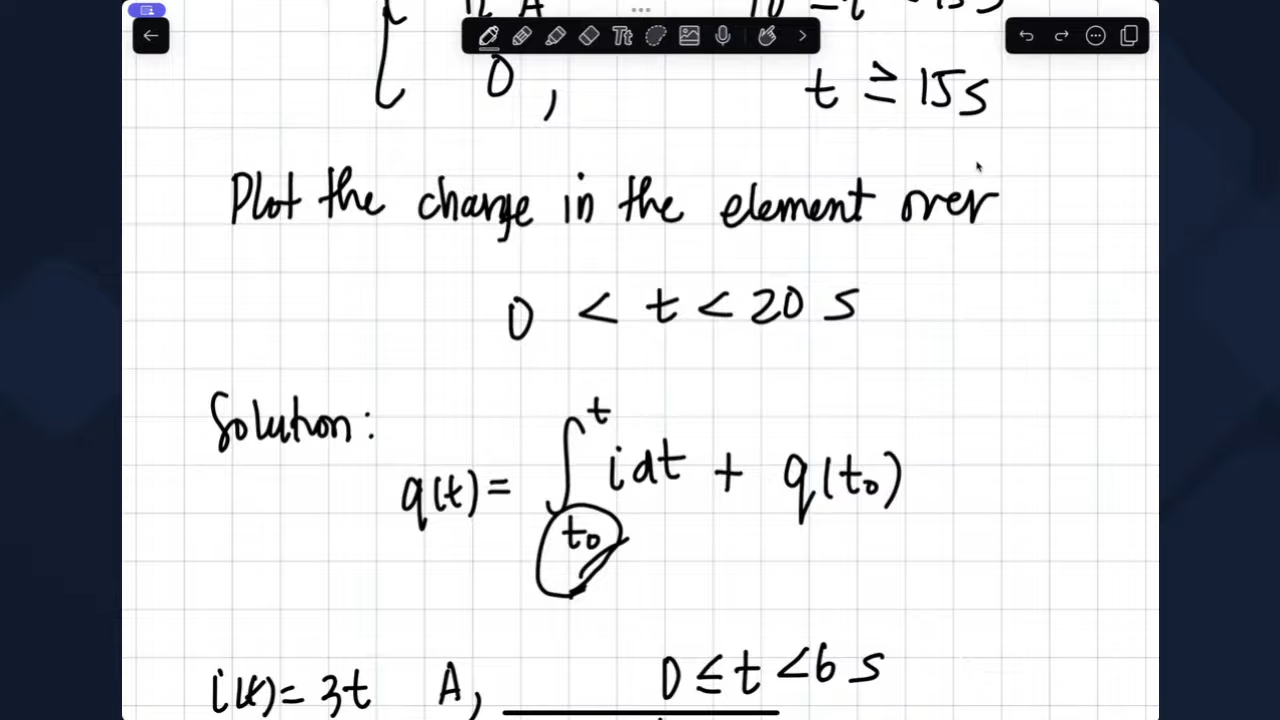 0 , t ≥ 15 s
Plot the charge in the element over
0 < t < 20 s
Solution:
q(t) = ∫ t t₀ i dt + q(t₀)
i(t) = 3t A, 0 ≤ t < 6 s